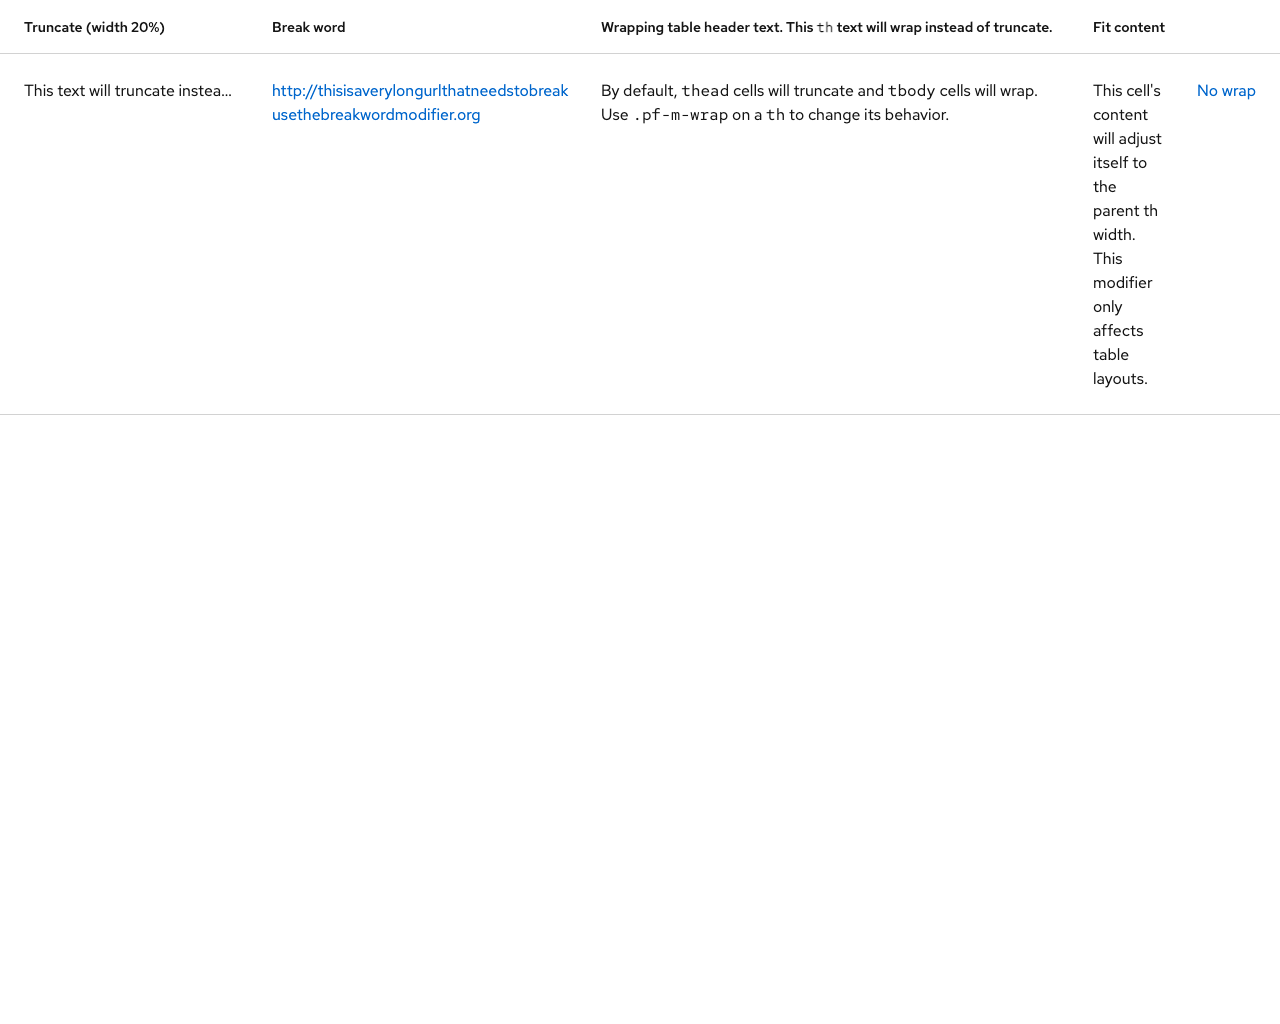 Truncate (width 20%)
Break word
Wrapping table header text. This th text will wrap instead of truncate.
Fit content
This text will truncate instea...
http://thisisaverylongurlthatneedstobreak
usethebreakwordmodifier.org
By default, thead cells will truncate and tbody cells will wrap.
Use .pf-m-wrap on a th to change its behavior.
This cell's
content
will adjust
itself to
the
parent th
width.
This
modifier
only
affects
table
layouts.
No wrap